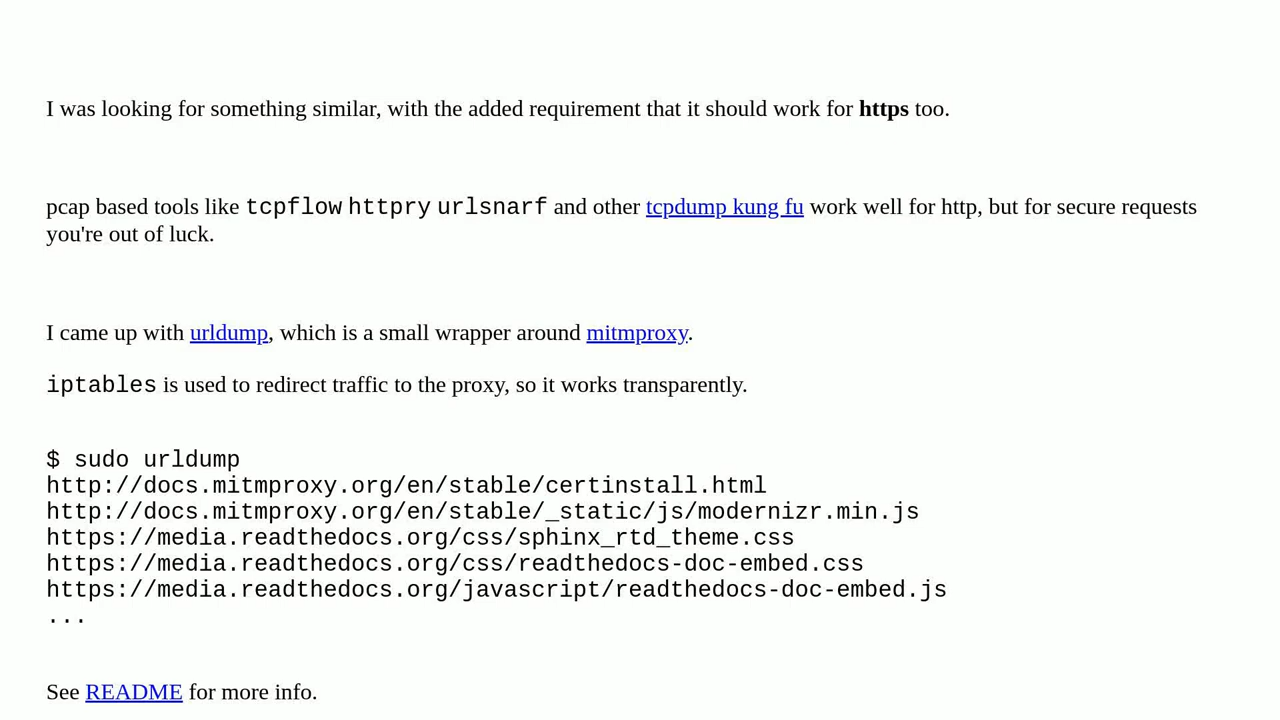 I was looking for something similar, with the added requirement that it should work for https too.
pcap based tools like tcpflow httpry urlsnarf and other tcpdump kung fu work well for http, but for secure requests
you're out of luck.
I came up with urldump, which is a small wrapper around mitmproxy.
iptables is used to redirect traffic to the proxy, so it works transparently.
$ sudo urldump
http://docs.mitmproxy.org/en/stable/certinstall.html
http://docs.mitmproxy.org/en/stable/_static/js/modernizr.min.js
https://media.readthedocs.org/css/sphinx_rtd_theme.css
https://media.readthedocs.org/css/readthedocs-doc-embed.css
https://media.readthedocs.org/javascript/readthedocs-doc-embed.js
...
See README for more info.